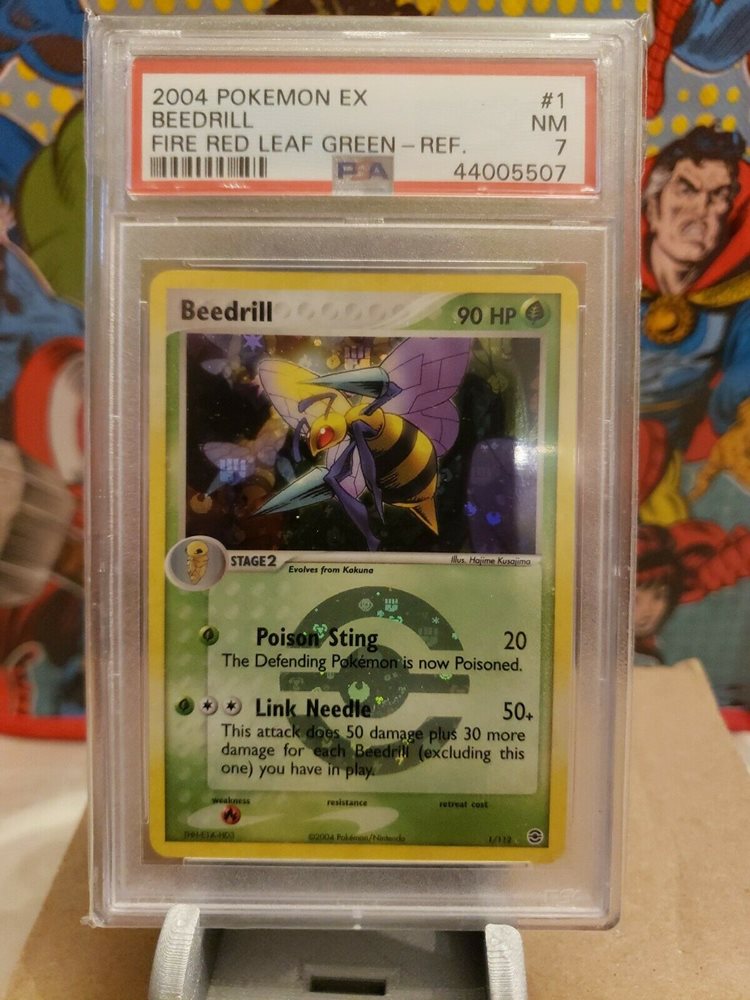 2004 POKEMON EX #1
BEEDRILL NM
FIRE RED LEAF GREEN-REF. 7
PSA 44005507
Beedrill 90 HP
STAGE2 Evolves from Kakuna Illus. Hajime Kusajima
Poison Sting 20
The Defending Pokémon is now Poisoned.
Link Needle 50+
This attack does 50 damage plus 30 more
damage for each Beedrill (excluding this
one) you have in play.
weakness resistance retreat cost
©2004 Pokémon/Nintendo 1/112